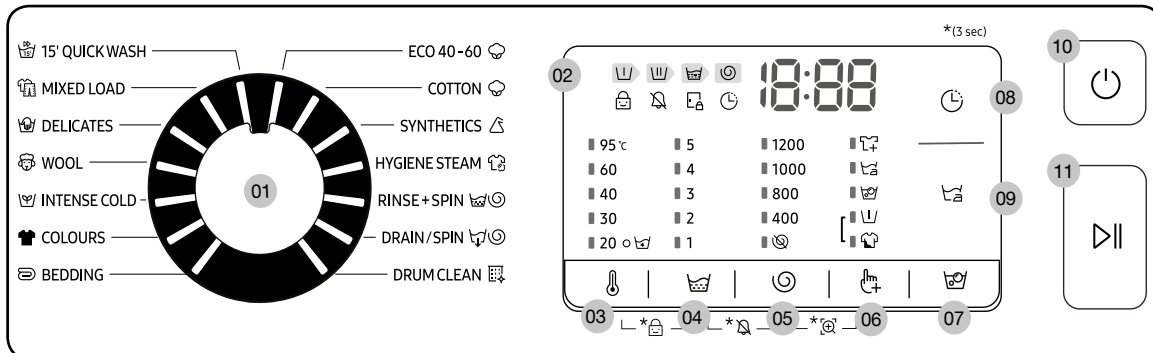 *(3 sec)
15' QUICK WASH
MIXED LOAD
DELICATES
WOOL
INTENSE COLD
COLOURS
BEDDING
01
ECO 40-60
COTTON
SYNTHETICS
HYGIENE STEAM
RINSE+SPIN
DRAIN/SPIN
DRUM CLEAN
02
18:88
95℃ 5 1200
60 4 1000
40 3 800
30 2 400
20 1
03 04 05 06 07
* * *
08
09
10
11